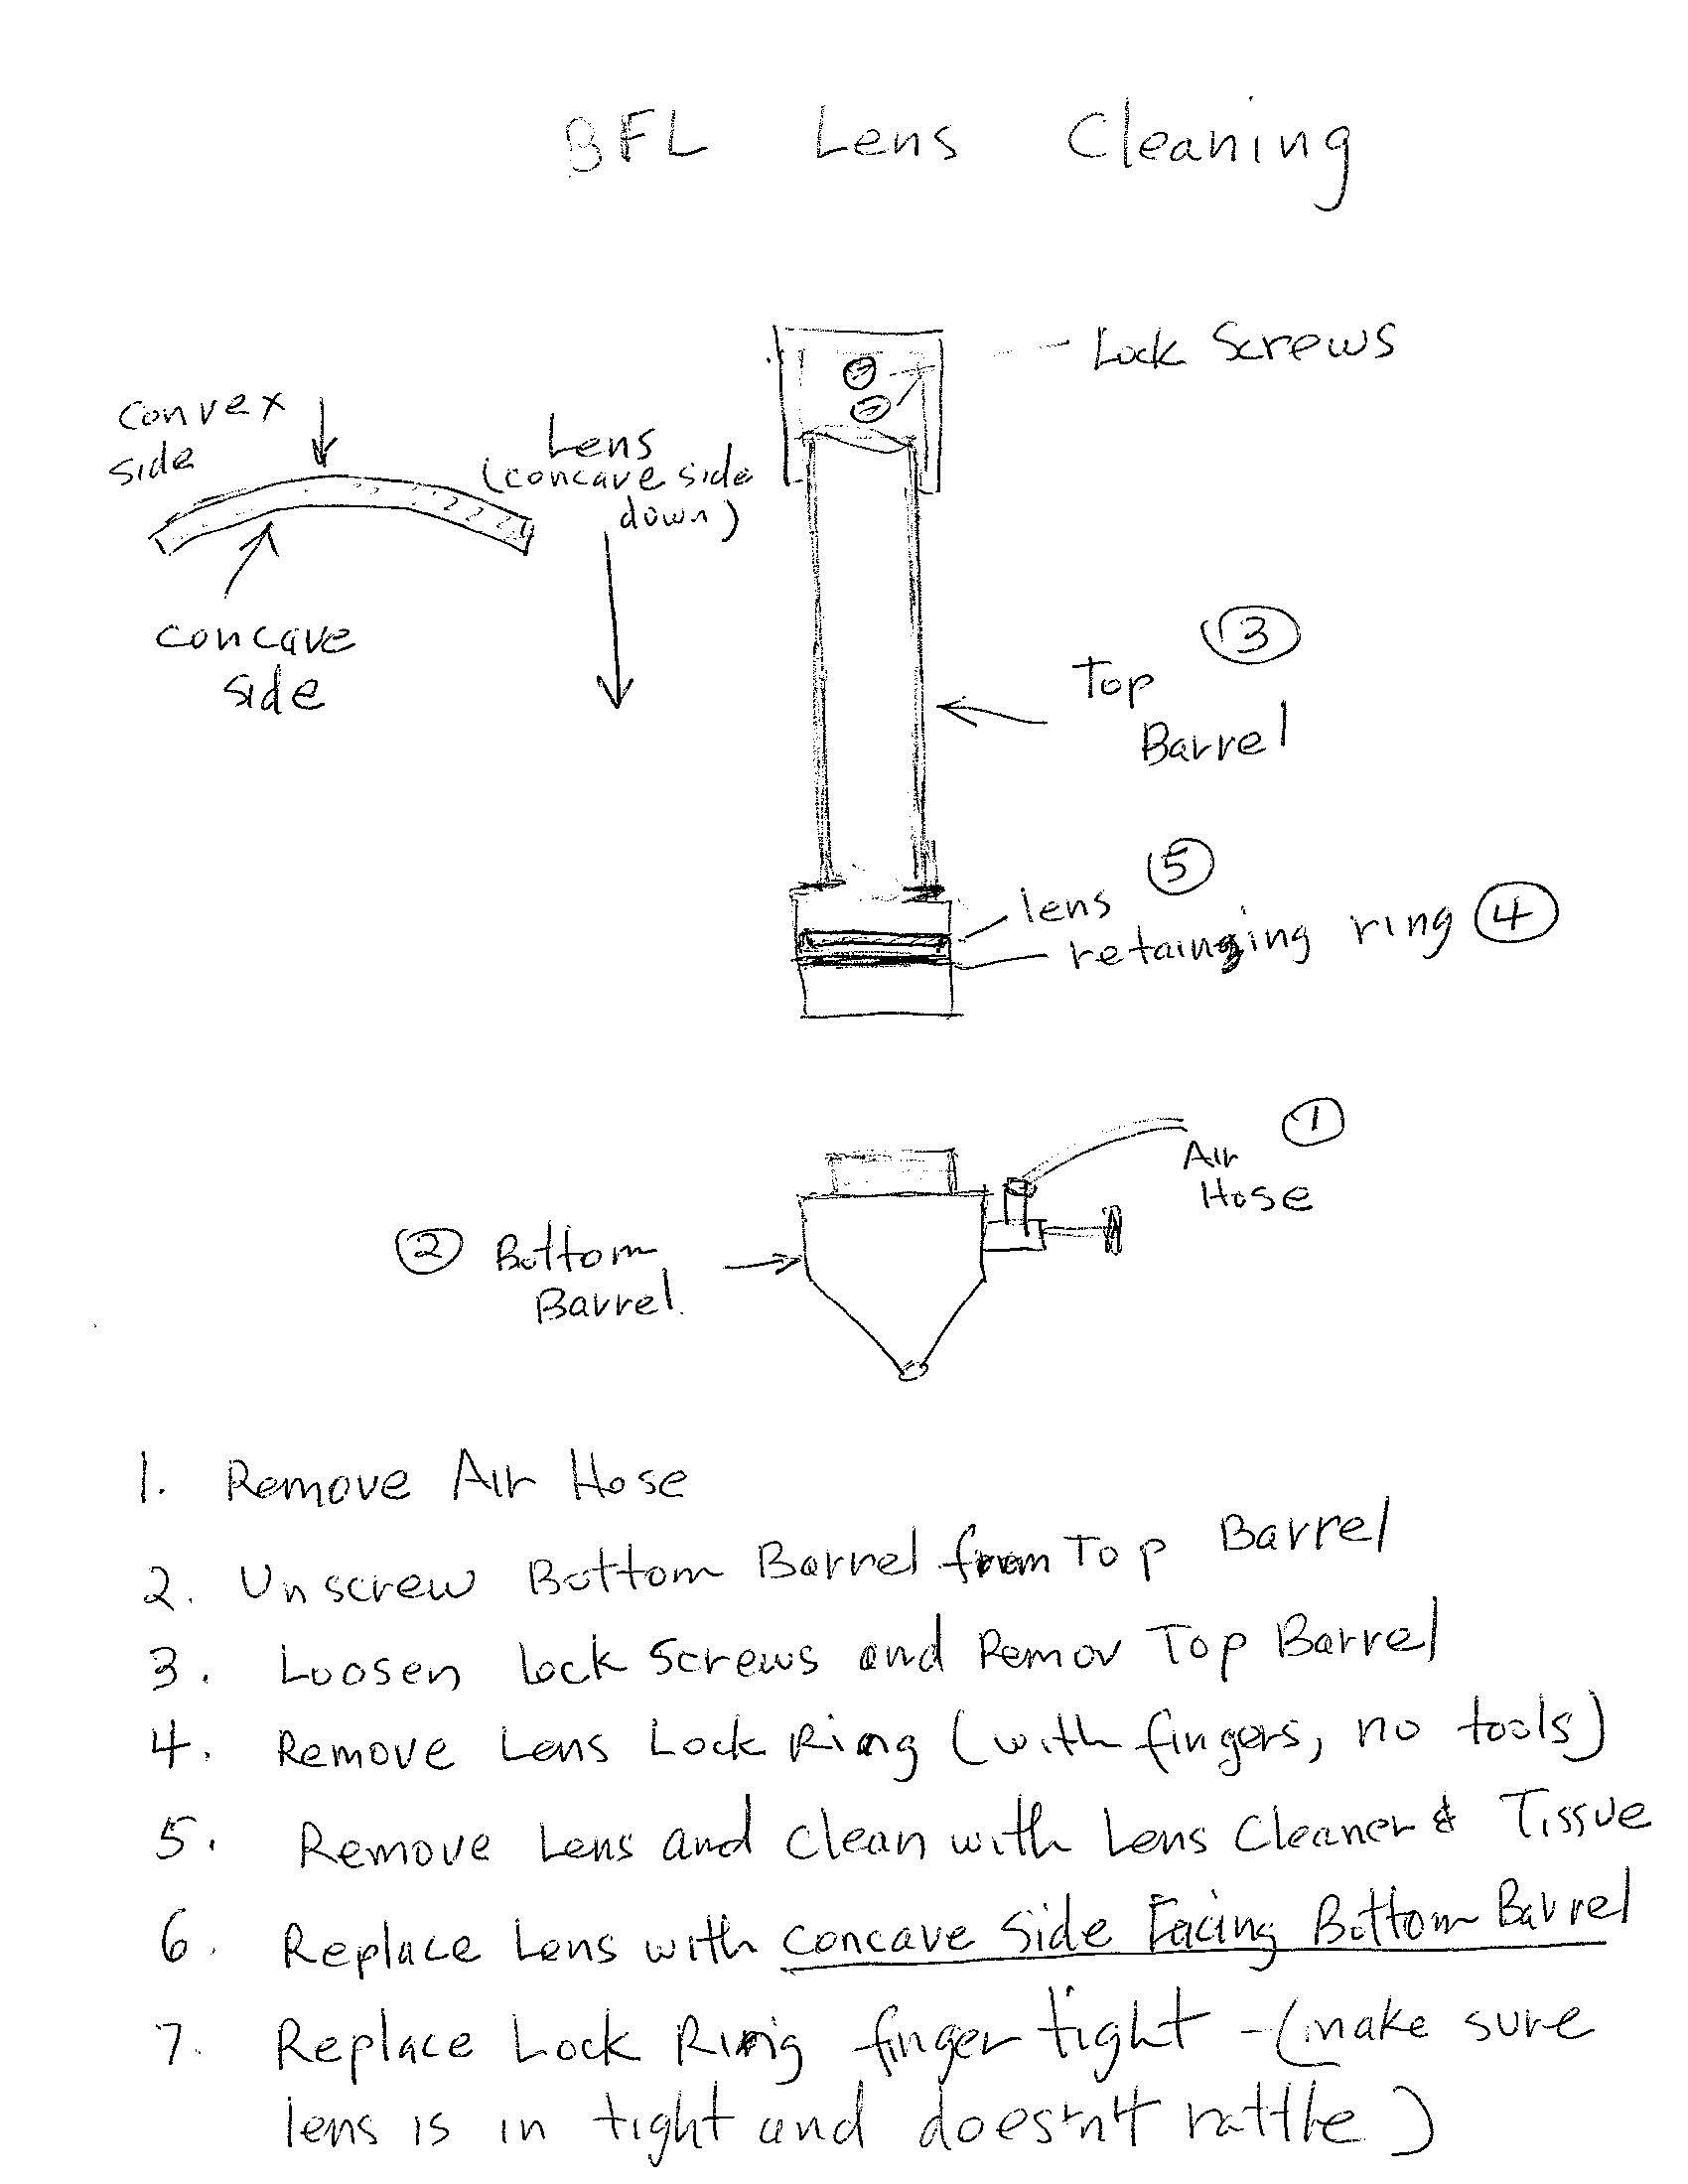 BFL Lens Cleaning
Lock Screws
convex
side
Lens
(concave side
down)
concave
side
3
Top
Barrel
5
lens
retainging ring 4
1
Air
Hose
2 Bottom
Barrel.
1. Remove Air Hose
2. Unscrew Bottom Barrel from Top Barrel
3. Loosen lock screws and Remov Top Barrel
4. Remove Lens Lock Ring (with fingers, no tools)
5. Remove Lens and clean with Lens Cleaner & Tissue
6. Replace Lens with concave Side Facing Bottom Barrel
7. Replace Lock Ring finger tight - (make sure
lens is in tight and doesn't rattle)